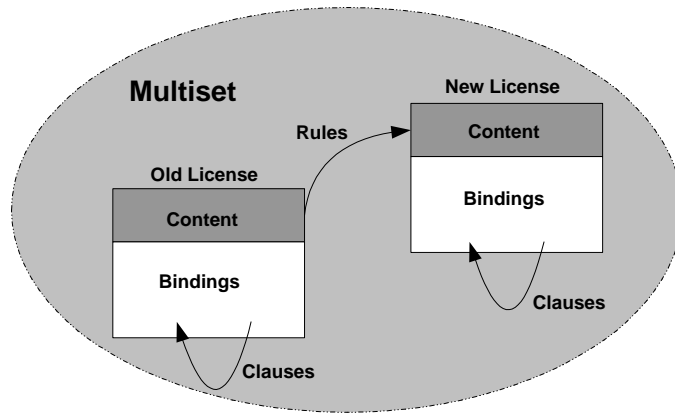 Multiset
New License
Content
Rules
Old License
Bindings
Content
Bindings
Clauses
Clauses